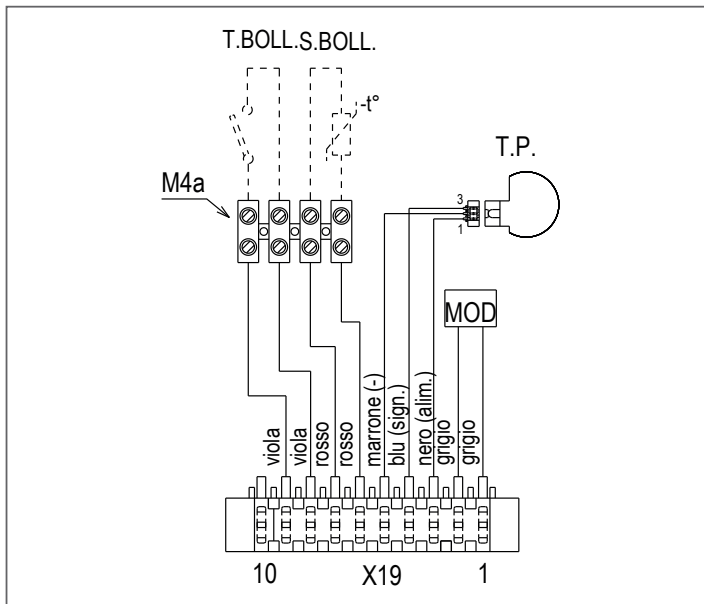 T.BOLL. S.BOLL.
-t°
T.P.
M4a
3
1
MOD
viola
viola
rosso
rosso
marrone (-)
blu (sign.)
nero (alim.)
grigio
grigio
10
X19
1